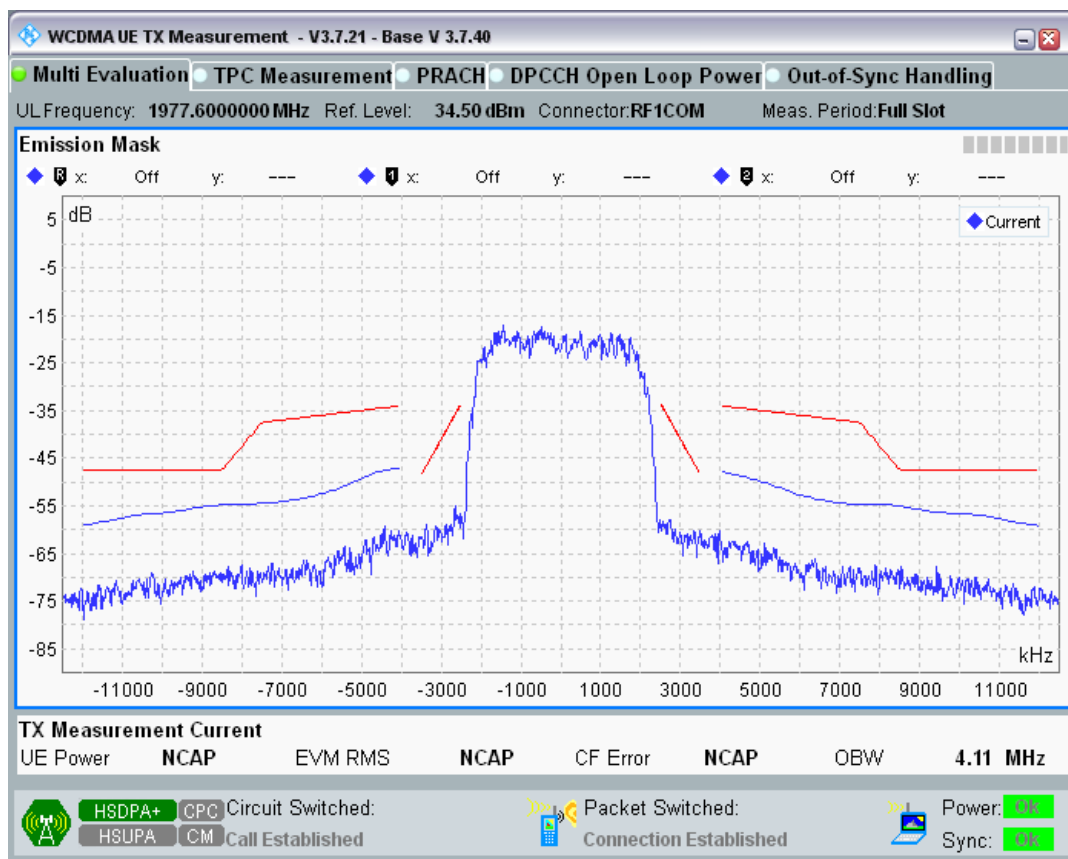 WCDMA UE TX Measurement - V3.7.21 - Base V 3.7.40
Multi Evaluation TPC Measurement PRACH DPCCH Open Loop Power Out-of-Sync Handling
UL Frequency: 1977.6000000 MHz Ref. Level: 34.50 dBm Connector:RF1COM Meas. Period:Full Slot
Emission Mask
R x: Off y: --- 1 x: Off y: --- 2 x: Off y: ---
dB
Current
5
-5
-15
-25
-35
-45
-55
-65
-75
-85
kHz
-11000 -9000 -7000 -5000 -3000 -1000 1000 3000 5000 7000 9000 11000
TX Measurement Current
UE Power NCAP EVM RMS NCAP CF Error NCAP OBW 4.11 MHz
HSDPA+ CPC Circuit Switched: Packet Switched: Power: Ok
HSUPA CM Call Established Connection Established Sync: Ok